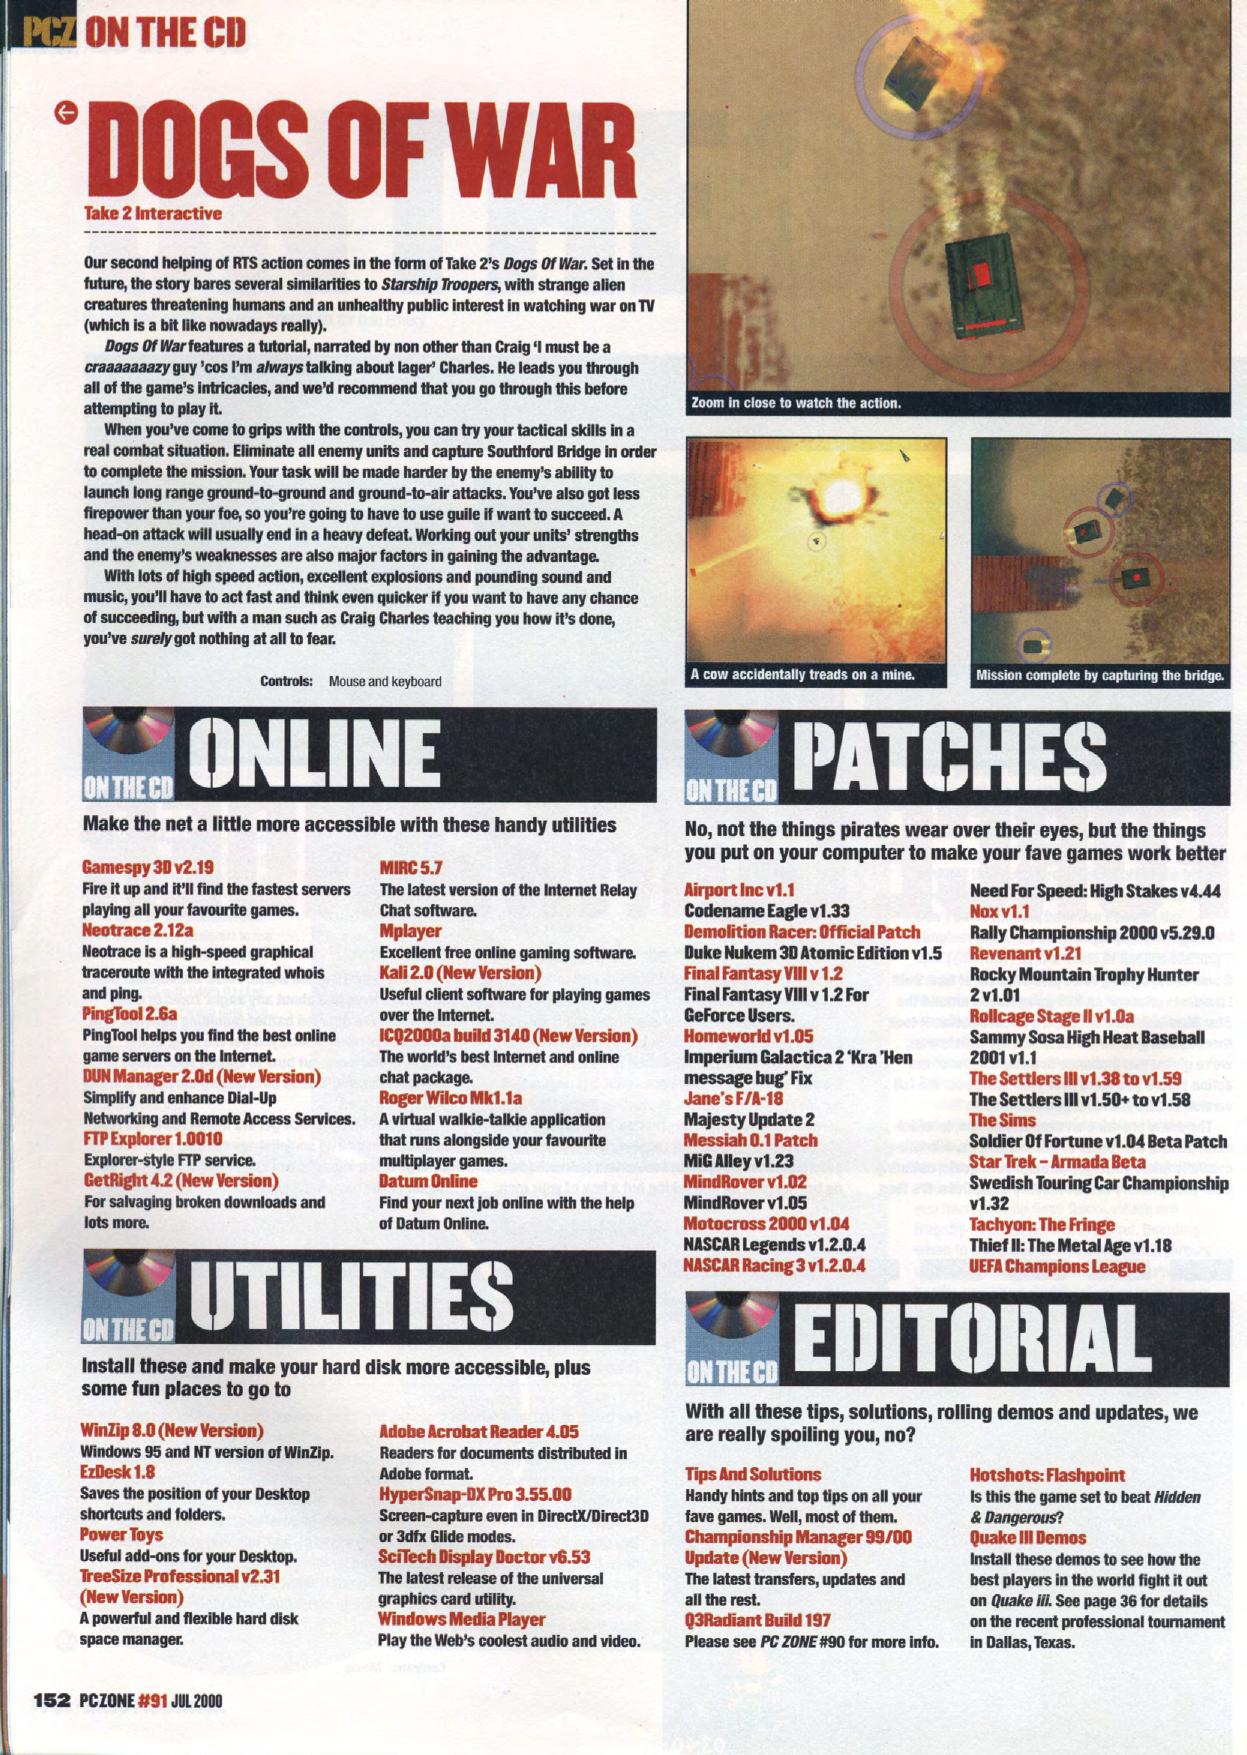 PCZ ON THE CD
DOGS OF WAR
Take 2 Interactive
Our second helping of RTS action comes in the form of Take 2's Dogs Of War. Set in the
future, the story bares several similarities to Starship Troopers, with strange alien
creatures threatening humans and an unhealthy public interest in watching war on TV
(which is a bit like nowadays really).
Dogs Of War features a tutorial, narrated by non other than Craig 'I must be a
craaaaaaazy guy 'cos I'm always talking about lager' Charles. He leads you through
all of the game's intricacies, and we'd recommend that you go through this before
attempting to play it.
When you've come to grips with the controls, you can try your tactical skills in a
real combat situation. Eliminate all enemy units and capture Southford Bridge in order
to complete the mission. Your task will be made harder by the enemy's ability to
launch long range ground-to-ground and ground-to-air attacks. You've also got less
firepower than your foe, so you're going to have to use guile if want to succeed. A
head-on attack will usually end in a heavy defeat. Working out your units' strengths
and the enemy's weaknesses are also major factors in gaining the advantage.
With lots of high speed action, excellent explosions and pounding sound and
music, you'll have to act fast and think even quicker if you want to have any chance
of succeeding, but with a man such as Craig Charles teaching you how it's done,
you've surely got nothing at all to fear.
Controls: Mouse and keyboard
Zoom in close to watch the action.
A cow accidentally treads on a mine.
Mission complete by capturing the bridge.
ON THE CD
ONLINE
Make the net a little more accessible with these handy utilities
Gamespy 3D v2.19
Fire it up and it'll find the fastest servers
playing all your favourite games.
Neotrace 2.12a
Neotrace is a high-speed graphical
traceroute with the integrated whois
and ping.
PingTool 2.6a
PingTool helps you find the best online
game servers on the Internet.
DUN Manager 2.0d (New Version)
Simplify and enhance Dial-Up
Networking and Remote Access Services.
FTP Explorer 1.0010
Explorer-style FTP service.
GetRight 4.2 (New Version)
For salvaging broken downloads and
lots more.
MIRC 5.7
The latest version of the Internet Relay
Chat software.
Mplayer
Excellent free online gaming software.
Kali 2.0 (New Version)
Useful client software for playing games
over the Internet.
ICQ2000a build 3140 (New Version)
The world's best Internet and online
chat package.
Roger Wilco Mk1.1a
A virtual walkie-talkie application
that runs alongside your favourite
multiplayer games.
Datum Online
Find your next job online with the help
of Datum Online.
ON THE CD
UTILITIES
Install these and make your hard disk more accessible, plus
some fun places to go to
WinZip 8.0 (New Version)
Windows 95 and NT version of WinZip.
EzDesk 1.8
Saves the position of your Desktop
shortcuts and folders.
Power Toys
Useful add-ons for your Desktop.
TreeSize Professional v2.31
(New Version)
A powerful and flexible hard disk
space manager.
Adobe Acrobat Reader 4.05
Readers for documents distributed in
Adobe format.
HyperSnap-DX Pro 3.55.00
Screen-capture even in DirectX/Direct3D
or 3dfx Glide modes.
SciTech Display Doctor v6.53
The latest release of the universal
graphics card utility.
Windows Media Player
Play the Web's coolest audio and video.
ON THE CD
PATCHES
No, not the things pirates wear over their eyes, but the things
you put on your computer to make your fave games work better
Airport Inc v1.1
Codename Eagle v1.33
Demolition Racer: Official Patch
Duke Nukem 3D Atomic Edition v1.5
Final Fantasy VIII v 1.2
Final Fantasy VIII v 1.2 For
GeForce Users.
Homeworld v1.05
Imperium Galactica 2 'Kra 'Hen
message bug' Fix
Jane's F/A-18
Majesty Update 2
Messiah 0.1 Patch
MiG Alley v1.23
MindRover v1.02
MindRover v1.05
Motocross 2000 v1.04
NASCAR Legends v1.2.0.4
NASCAR Racing 3 v1.2.0.4
Need For Speed: High Stakes v4.44
Nox v1.1
Rally Championship 2000 v5.29.0
Revenant v1.21
Rocky Mountain Trophy Hunter
2 v1.01
Rollcage Stage II v1.0a
Sammy Sosa High Heat Baseball
2001 v1.1
The Settlers III v1.38 to v1.59
The Settlers III v1.50+ to v1.58
The Sims
Soldier Of Fortune v1.04 Beta Patch
Star Trek – Armada Beta
Swedish Touring Car Championship
v1.32
Tachyon: The Fringe
Thief II: The Metal Age v1.18
UEFA Champions League
ON THE CD
EDITORIAL
With all these tips, solutions, rolling demos and updates, we
are really spoiling you, no?
Tips And Solutions
Handy hints and top tips on all your
fave games. Well, most of them.
Championship Manager 99/00
Update (New Version)
The latest transfers, updates and
all the rest.
Q3Radiant Build 197
Please see PC ZONE #90 for more info.
Hotshots: Flashpoint
Is this the game set to beat Hidden
& Dangerous?
Quake III Demos
Install these demos to see how the
best players in the world fight it out
on Quake iii. See page 36 for details
on the recent professional tournament
in Dallas, Texas.
152 PCZONE #91 JUL 2000